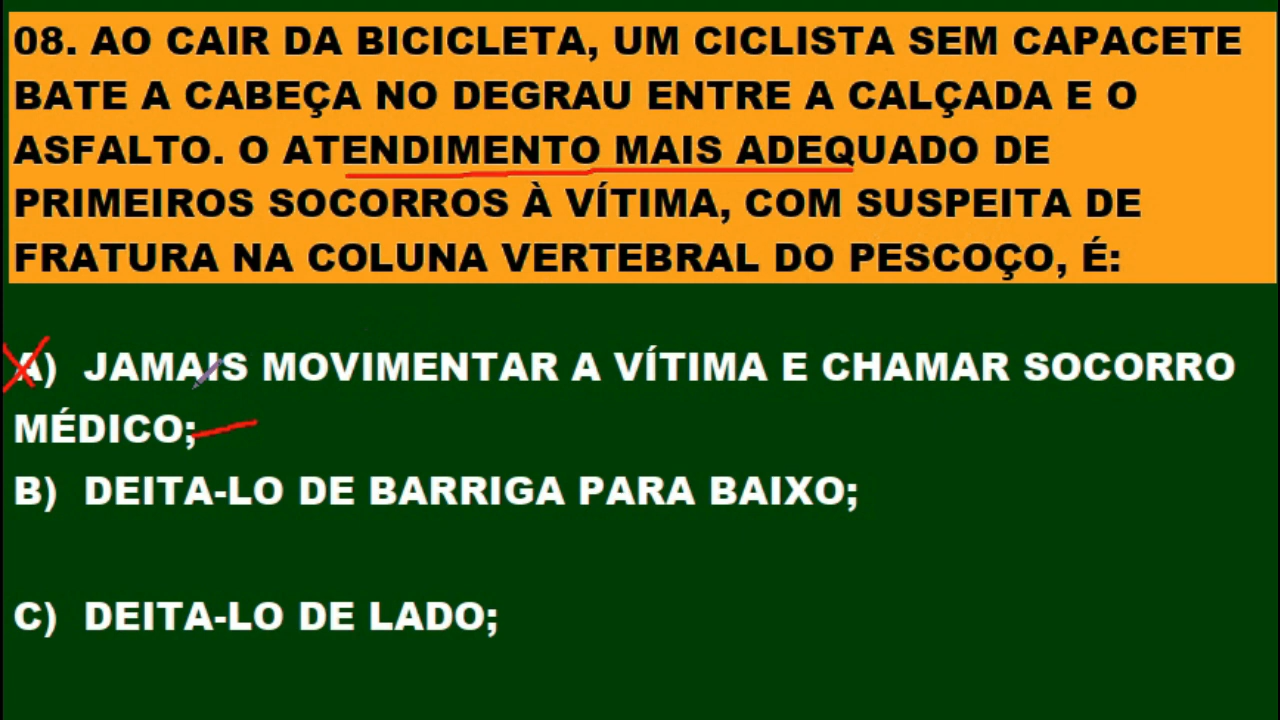 08. AO CAIR DA BICICLETA, UM CICLISTA SEM CAPACETE
BATE A CABEÇA NO DEGRAU ENTRE A CALÇADA E O
ASFALTO. O ATENDIMENTO MAIS ADEQUADO DE
PRIMEIROS SOCORROS À VÍTIMA, COM SUSPEITA DE
FRATURA NA COLUNA VERTEBRAL DO PESCOÇO, É:
A) JAMAIS MOVIMENTAR A VÍTIMA E CHAMAR SOCORRO
MÉDICO;
B) DEITA-LO DE BARRIGA PARA BAIXO;
C) DEITA-LO DE LADO;